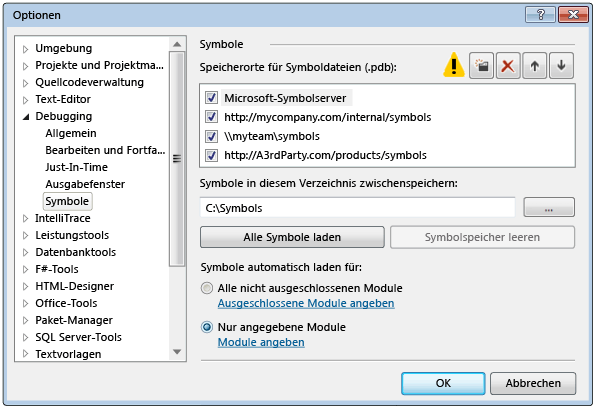 Optionen
Umgebung
Projekte und Projektma...
Quellcodeverwaltung
Text-Editor
Debugging
Allgemein
Bearbeiten und Fortfa...
Just-In-Time
Ausgabefenster
Symbole
IntelliTrace
Leistungstools
Datenbanktools
F#-Tools
HTML-Designer
Office-Tools
Paket-Manager
SQL Server-Tools
Textvorlagen
Symbole
Speicherorte für Symboldateien (.pdb):
Microsoft-Symbolserver
http://mycompany.com/internal/symbols
\\myteam\symbols
http://A3rdParty.com/products/symbols
Symbole in diesem Verzeichnis zwischenspeichern:
C:\Symbols
...
Alle Symbole laden
Symbolspeicher leeren
Symbole automatisch laden für:
Alle nicht ausgeschlossenen Module
Ausgeschlossene Module angeben
Nur angegebene Module
Module angeben
OK
Abbrechen